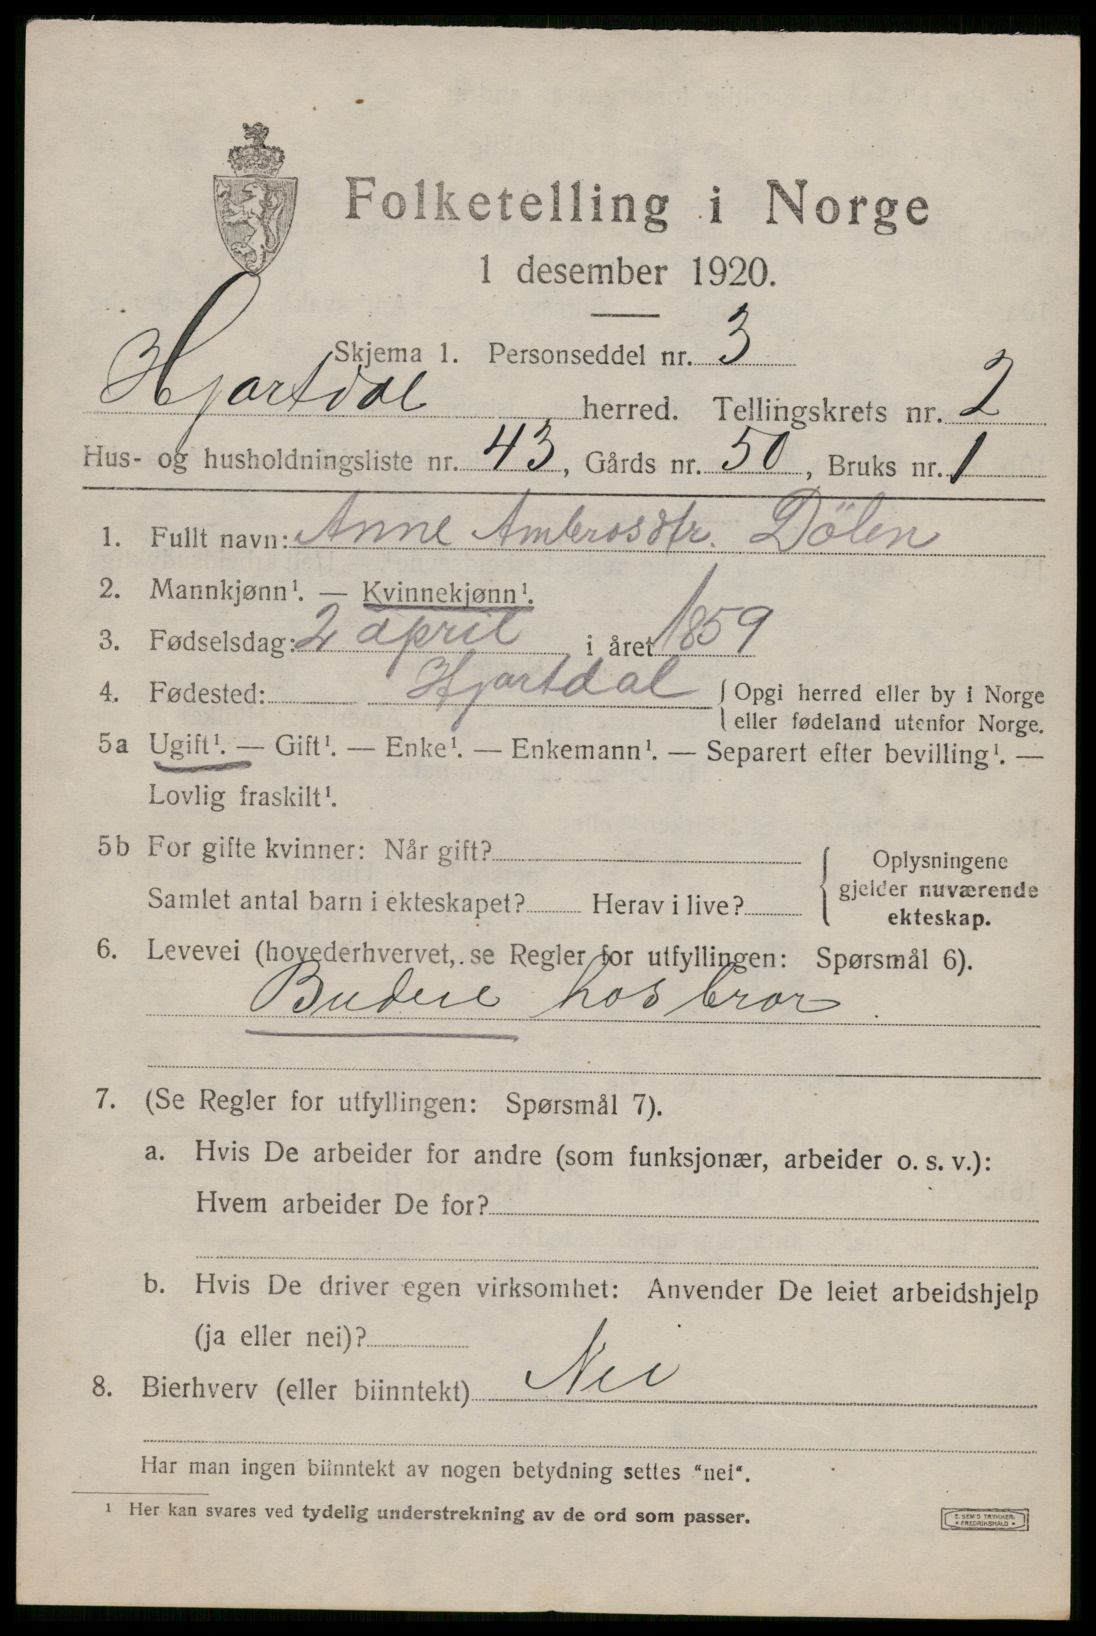 Folketelling i Norge
1 desember 1920.
Skjema 1. Personseddel nr. 3
Hjartdal herred. Tellingskrets nr. 2
Hus- og husholdningsliste nr. 43, Gårds nr. 50, Bruks nr. 1
1. Fullt navn: Anne Ambrosdtr. Dölen
2. Mannkjønn¹. — Kvinnekjønn¹.
3. Fødselsdag: 2 april i året 1859
4. Fødested: Hjartdal { Opgi herred eller by i Norge
eller fødeland utenfor Norge.
5a Ugift¹. — Gift¹. — Enke¹. — Enkemann¹. — Separert efter bevilling¹. —
Lovlig fraskilt¹.
5b For gifte kvinner: Når gift?
Samlet antal barn i ekteskapet? Herav i live?
Oplysningene
gjelder nuværende
ekteskap.
6. Levevei (hovederhvervet, se Regler for utfyllingen: Spørsmål 6).
Budeie hos bror
7. (Se Regler for utfyllingen: Spørsmål 7).
a. Hvis De arbeider for andre (som funksjonær, arbeider o. s. v.):
Hvem arbeider De for?
b. Hvis De driver egen virksomhet: Anvender De leiet arbeidshjelp
(ja eller nei)?
8. Bierhverv (eller biinntekt) Nei
Har man ingen biinntekt av nogen betydning settes "nei".
¹ Her kan svares ved tydelig understrekning av de ord som passer.
E. SEM'S TRYKKERI
• FREDRIKSHALD •